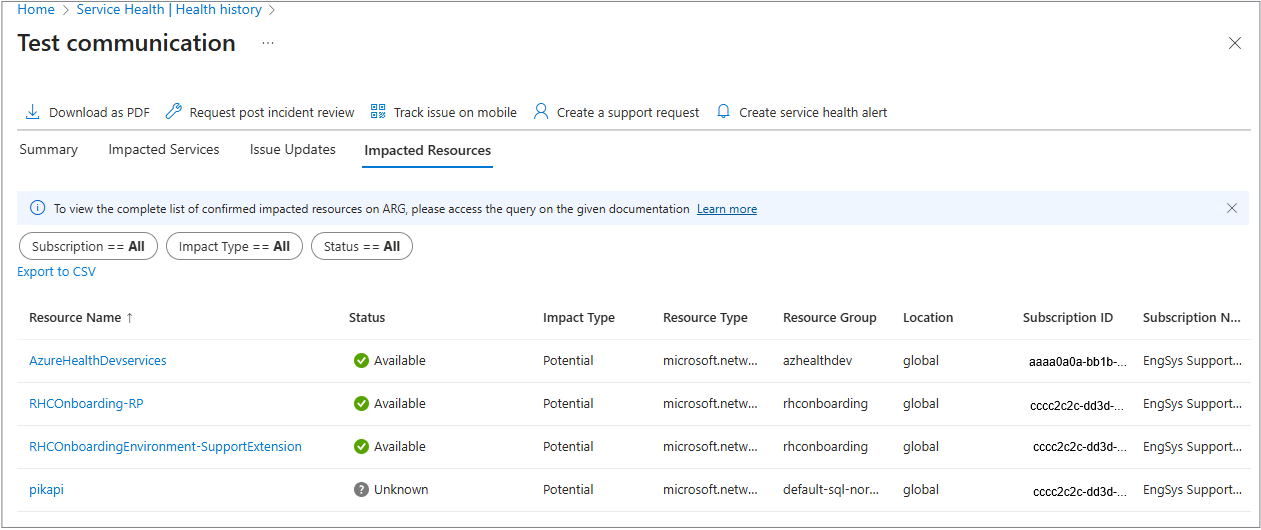 Home > Service Health | Health history >
Test communication ...
Download as PDF Request post incident review Track issue on mobile Create a support request Create service health alert
Summary Impacted Services Issue Updates Impacted Resources
To view the complete list of confirmed impacted resources on ARG, please access the query on the given documentation Learn more
Subscription == All Impact Type == All Status == All
Export to CSV
Resource Name ↑ Status Impact Type Resource Type Resource Group Location Subscription ID Subscription N...
AzureHealthDevservices Available Potential microsoft.netw... azhealthdev global aaaa0a0a-bb1b-... EngSys Support...
RHCOnboarding-RP Available Potential microsoft.netw... rhconboarding global cccc2c2c-dd3d-... EngSys Support...
RHCOnboardingEnvironment-SupportExtension Available Potential microsoft.netw... rhconboarding global cccc2c2c-dd3d-... EngSys Support...
pikapi Unknown Potential microsoft.netw... default-sql-nor... global cccc2c2c-dd3d-... EngSys Support...